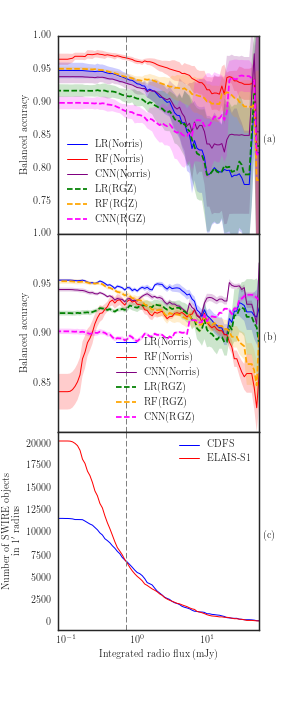 1.00
0.95
0.90
0.85
0.80
0.75
Balanced accuracy
LR(Norris)
RF(Norris)
CNN(Norris)
LR(RGZ)
RF(RGZ)
CNN(RGZ)
(a)
1.00
0.95
0.90
0.85
Balanced accuracy
LR(Norris)
RF(Norris)
CNN(Norris)
LR(RGZ)
RF(RGZ)
CNN(RGZ)
(b)
20000
17500
15000
12500
10000
7500
5000
2500
0
Number of SWIRE objects
in 1′ radius
CDFS
ELAIS-S1
(c)
10⁻¹ 10⁰ 10¹
Integrated radio flux (mJy)